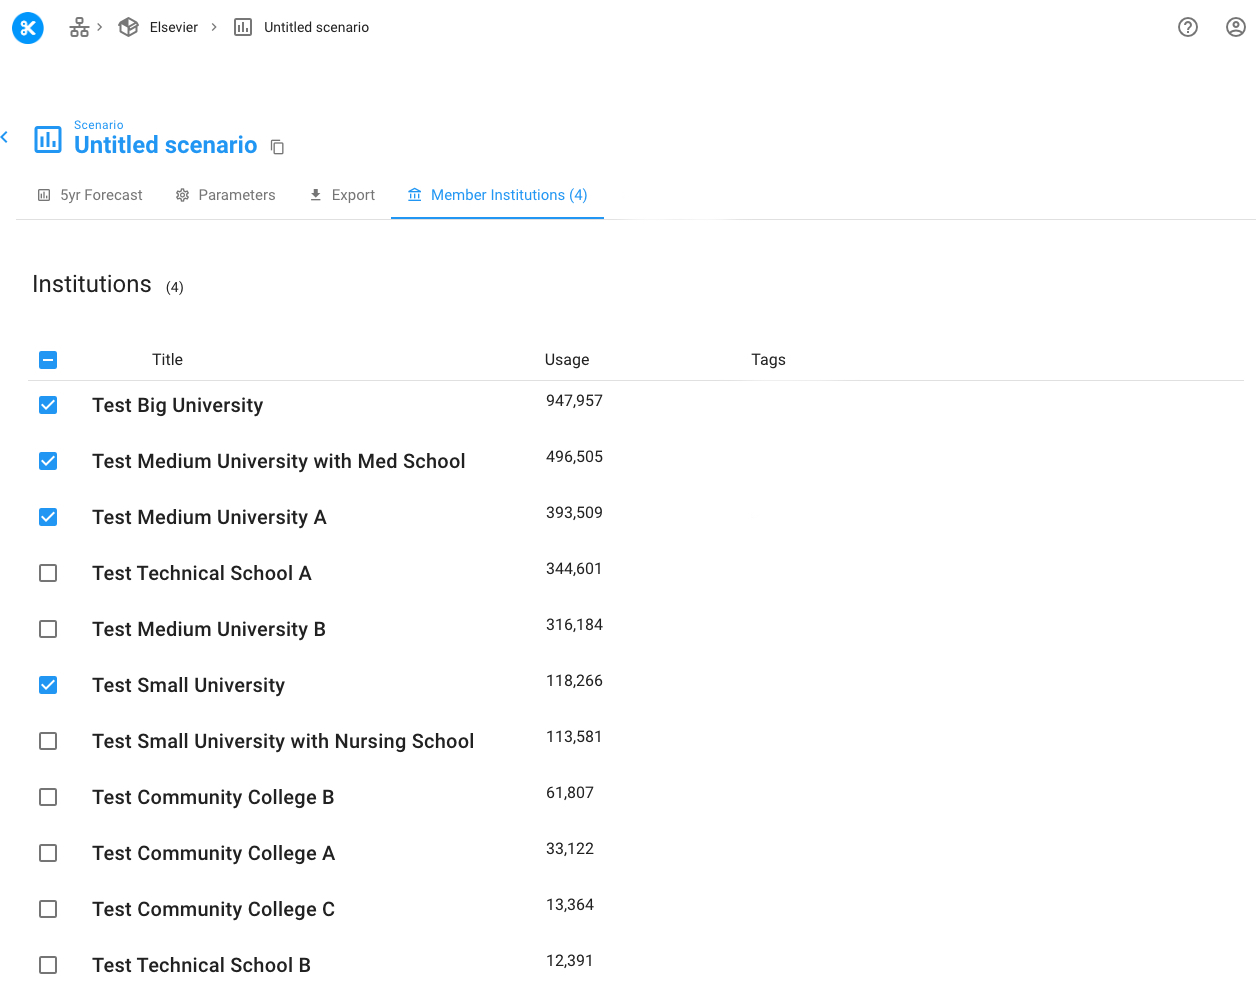 Elsevier
Untitled scenario
Scenario
Untitled scenario
5yr Forecast
Parameters
Export
Member Institutions (4)
Institutions (4)
Title Usage Tags
Test Big University 947,957
Test Medium University with Med School 496,505
Test Medium University A 393,509
Test Technical School A 344,601
Test Medium University B 316,184
Test Small University 118,266
Test Small University with Nursing School 113,581
Test Community College B 61,807
Test Community College A 33,122
Test Community College C 13,364
Test Technical School B 12,391